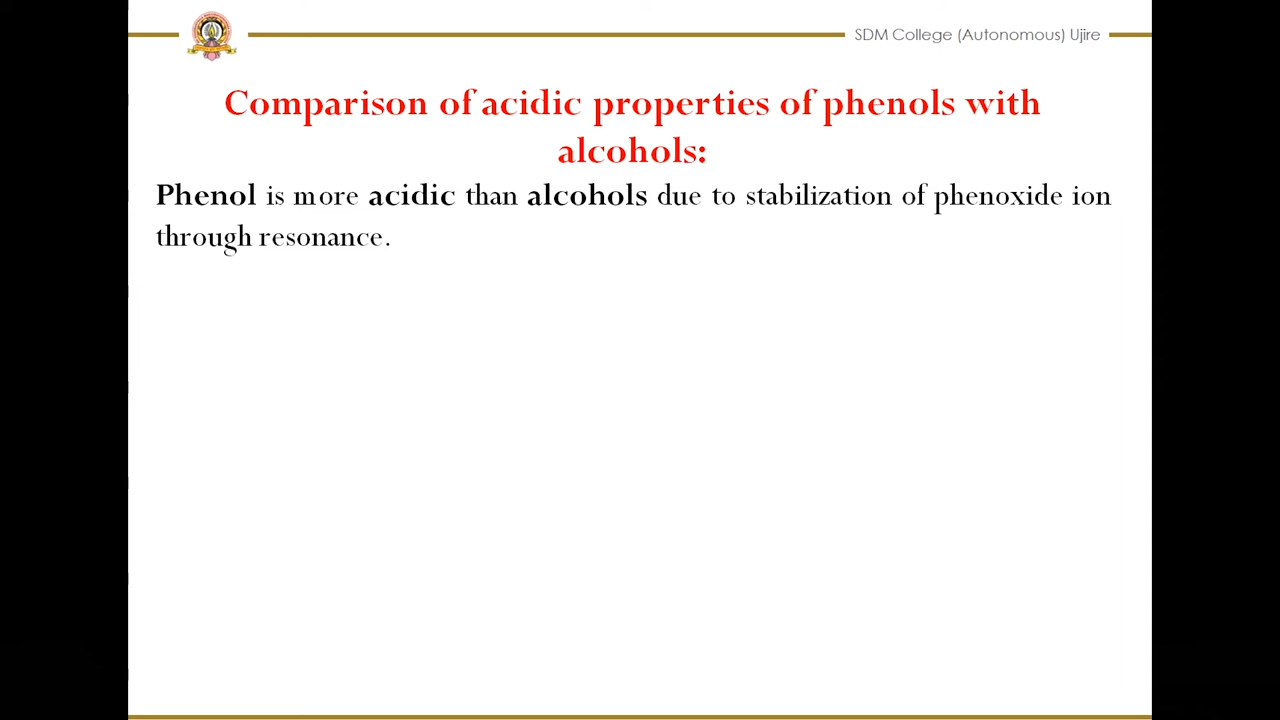 SDM College (Autonomous) Ujire
Comparison of acidic properties of phenols with
alcohols:
Phenol is more acidic than alcohols due to stabilization of phenoxide ion
through resonance.